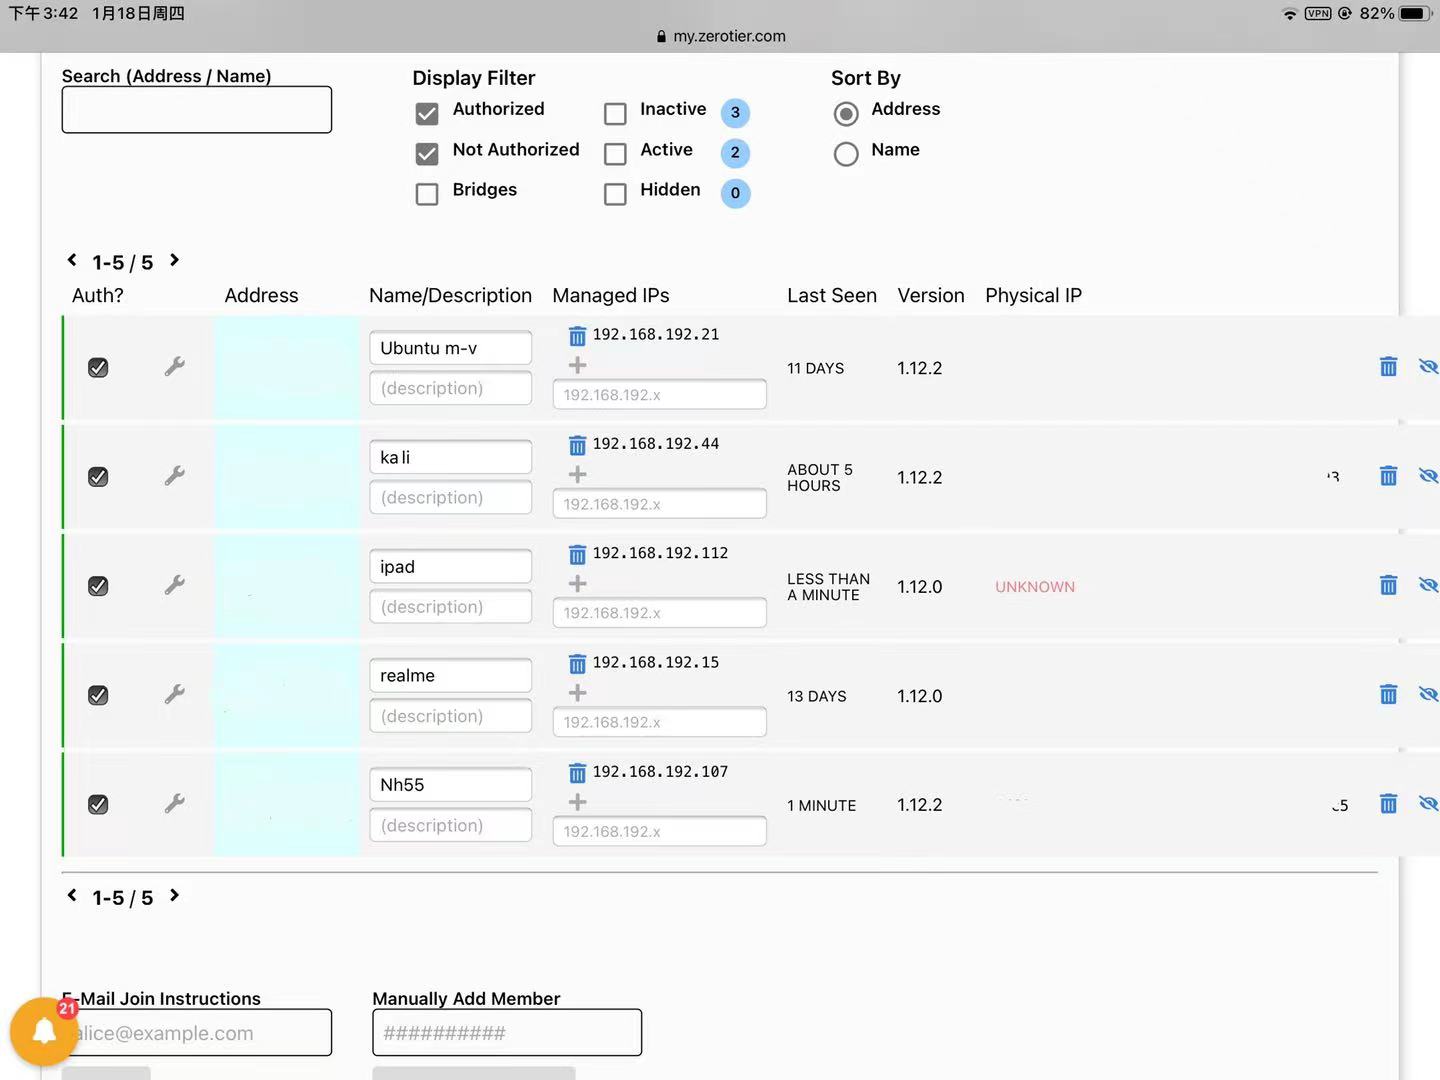 下午3:42 1月18日周四
VPN 82%
my.zerotier.com
Search (Address / Name)
Display Filter
Authorized
Inactive 3
Not Authorized
Active 2
Bridges
Hidden 0
Sort By
Address
Name
1-5 / 5
Auth? Address Name/Description Managed IPs Last Seen Version Physical IP
Ubuntu m-v
(description)
192.168.192.21
192.168.192.x
11 DAYS
1.12.2
kali
(description)
192.168.192.44
192.168.192.x
ABOUT 5
HOURS
1.12.2
ipad
(description)
192.168.192.112
192.168.192.x
LESS THAN
A MINUTE
1.12.0
UNKNOWN
realme
(description)
192.168.192.15
192.168.192.x
13 DAYS
1.12.0
Nh55
(description)
192.168.192.107
192.168.192.x
1 MINUTE
1.12.2
1-5 / 5
E-Mail Join Instructions
alice@example.com
21
Manually Add Member
##########